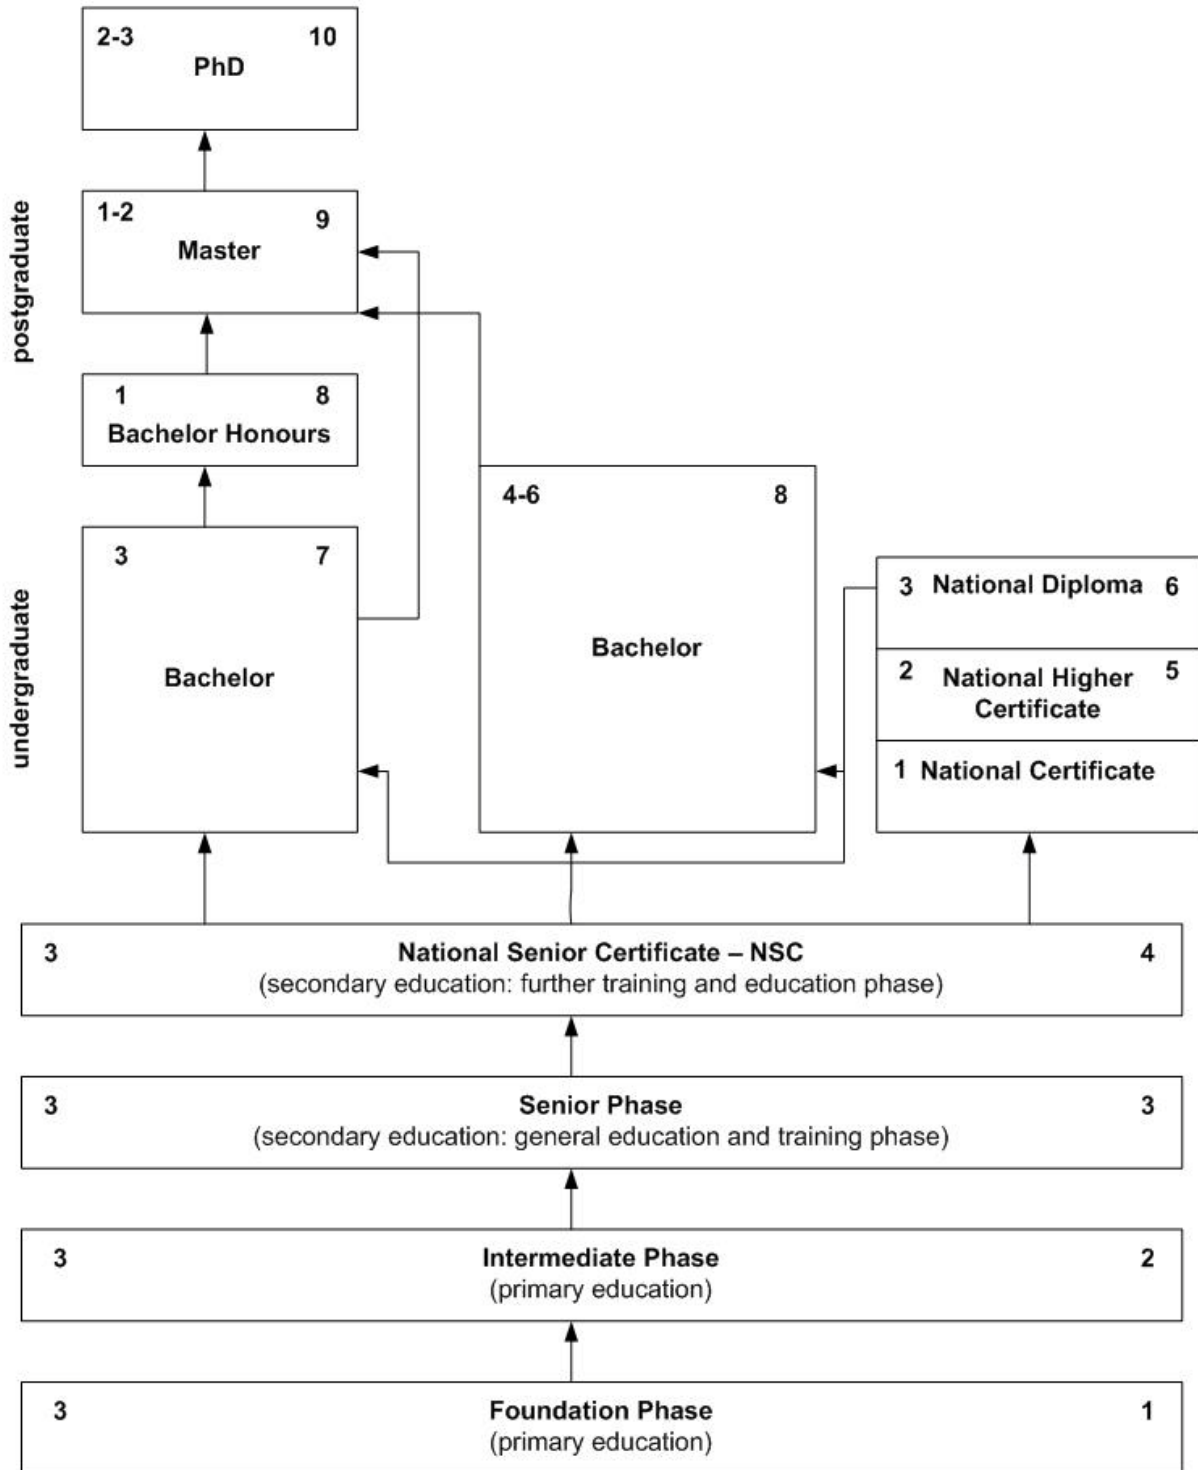 2-3 10
PhD
postgraduate
1-2 9
Master
1 8
Bachelor Honours
undergraduate
3 7
Bachelor
4-6 8
Bachelor
3 National Diploma 6
2 National Higher 5
Certificate
1 National Certificate
3 National Senior Certificate – NSC 4
(secondary education: further training and education phase)
3 Senior Phase 3
(secondary education: general education and training phase)
3 Intermediate Phase 2
(primary education)
3 Foundation Phase 1
(primary education)